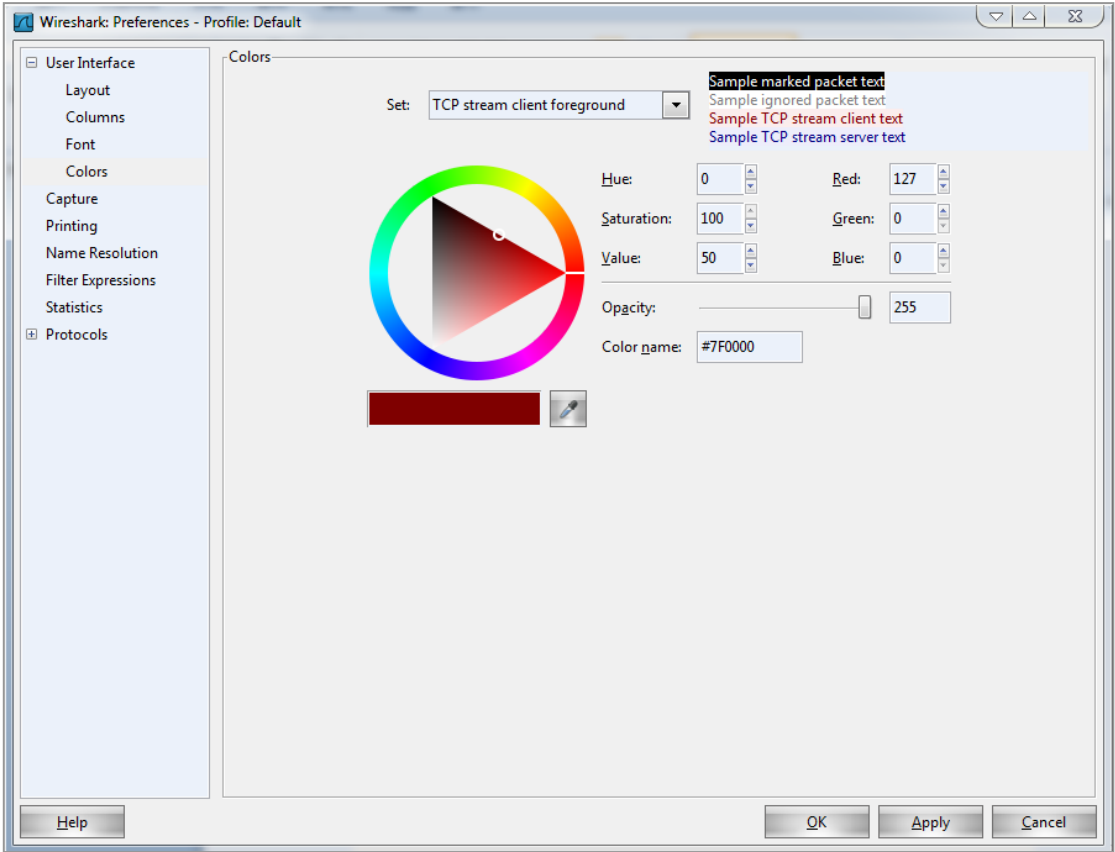 Wireshark: Preferences - Profile: Default
User Interface
Layout
Columns
Font
Colors
Capture
Printing
Name Resolution
Filter Expressions
Statistics
Protocols
Colors
Set: TCP stream client foreground
Sample marked packet text
Sample ignored packet text
Sample TCP stream client text
Sample TCP stream server text
Hue: 0 Red: 127
Saturation: 100 Green: 0
Value: 50 Blue: 0
Opacity: 255
Color name: #7F0000
Help OK Apply Cancel